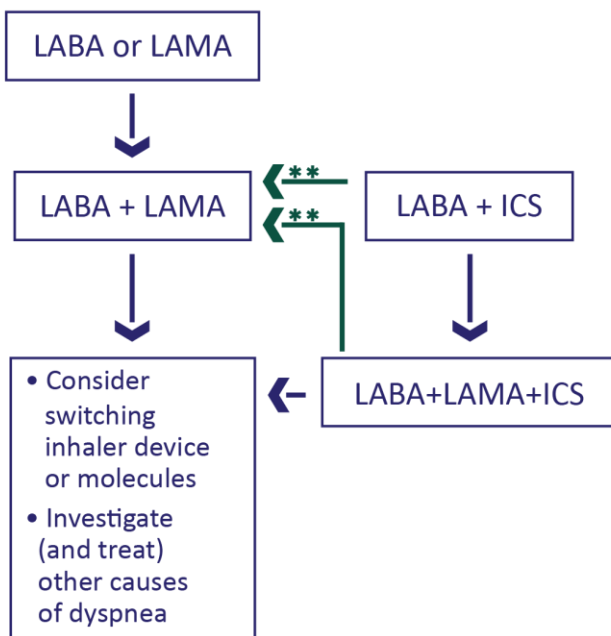 LABA or LAMA
**
LABA + LAMA
**
LABA + ICS
• Consider
switching
inhaler device
or molecules
• Investigate
(and treat)
other causes
of dyspnea
LABA+LAMA+ICS